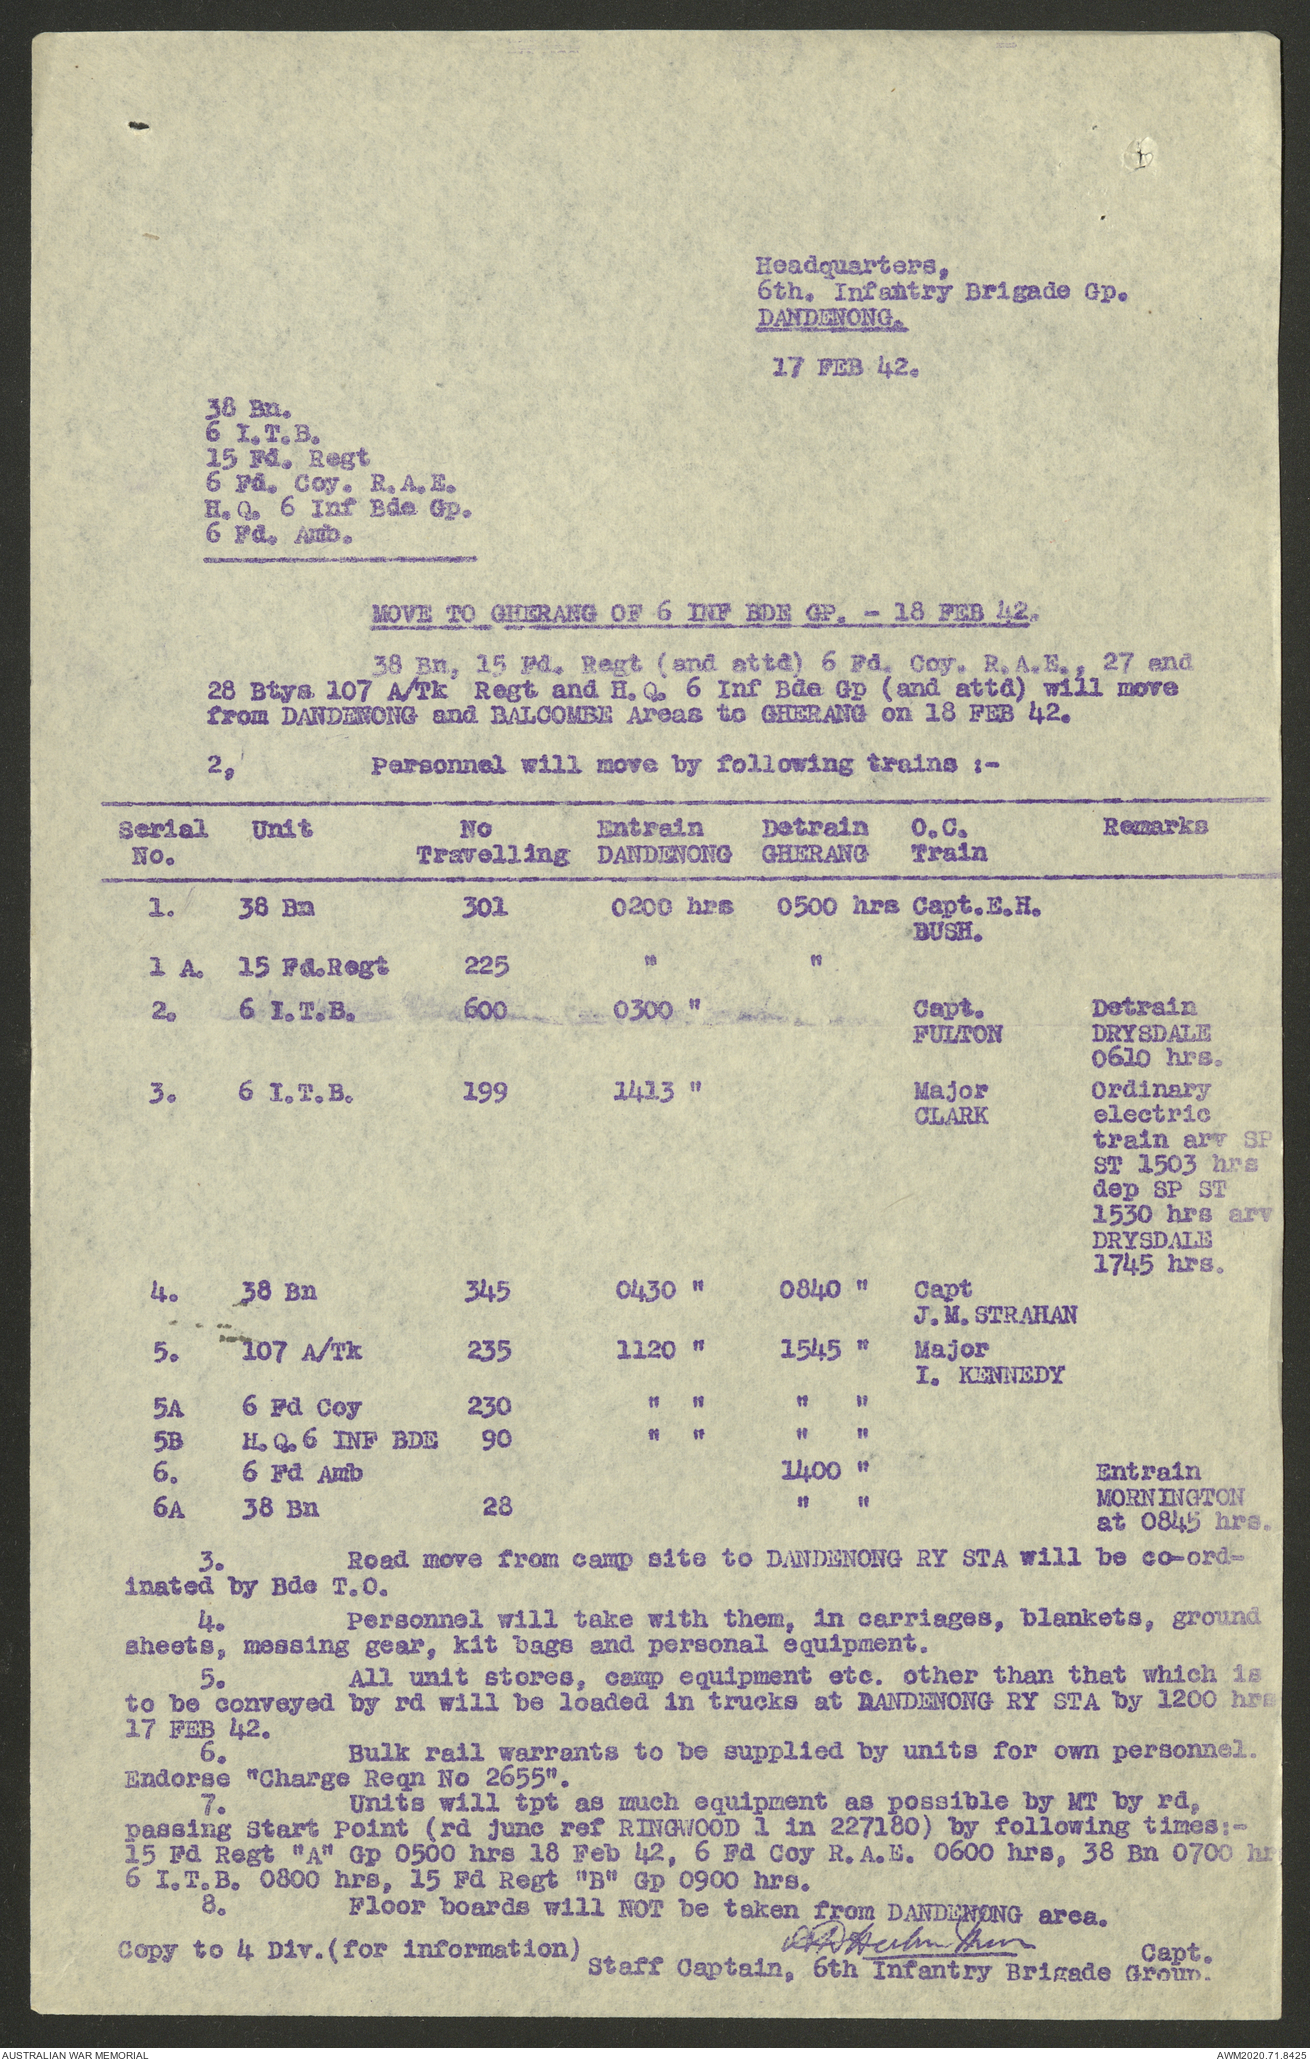 Headquarters,
6th. Infantry Brigade Gp.
DANDENONG.
17 FEB 42.
38 Bn.
6 I.T.B.
15 Fd. Regt
6 Fd. Coy. R.A.E.
H.Q. 6 Inf Bde Gp.
6 Fd. Amb.
MOVE TO GHERANG OF 6 INF BDE GP. - 18 FEB 42.
38 Bn, 15 Fd. Regt (and attd) 6 Fd. Coy. R.A.E., 27 and
28 Btys 107 A/Tk Regt and H.Q. 6 Inf Bde Gp (and attd) will move
from DANDENONG and BALCOMBE Areas to GHERANG on 18 FEB 42.
2, Personnel will move by following trains :-
Serial Unit No Entrain Detrain O.C. Remarks
No. Travelling DANDENONG GHERANG Train
1. 38 Bn 301 0200 hrs 0500 hrs Capt.E.H.
BUSH.
1 A. 15 Fd.Regt 225 " "
2. 6 I.T.B. 600 0300 " Capt. Detrain
FULTON DRYSDALE
0610 hrs.
3. 6 I.T.B. 199 1413 " Major Ordinary
CLARK electric
train arv SP
ST 1503 hrs
dep SP ST
1530 hrs arv
DRYSDALE
1745 hrs.
4. 38 Bn 345 0430 " 0840 " Capt
J.M.STRAHAN
5. 107 A/Tk 235 1120 " 1545 " Major
I. KENNEDY
5A 6 Fd Coy 230 " " " "
5B H.Q.6 INF BDE 90 " " " "
6. 6 Fd Amb 1400 " Entrain
6A 38 Bn 28 " " MORNINGTON
at 0845 hrs.
3. Road move from camp site to DANDENONG RY STA will be co-ord-
inated by Bde T.O.
4. Personnel will take with them, in carriages, blankets, ground
sheets, messing gear, kit bags and personal equipment.
5. All unit stores, camp equipment etc. other than that which is
to be conveyed by rd will be loaded in trucks at DANDENONG RY STA by 1200 hrs
17 FEB 42.
6. Bulk rail warrants to be supplied by units for own personnel.
Endorse "Charge Reqn No 2655".
7. Units will tpt as much equipment as possible by MT by rd,
passing Start Point (rd junc ref RINGWOOD 1 in 227180) by following times:-
15 Fd Regt "A" Gp 0500 hrs 18 Feb 42, 6 Fd Coy R.A.E. 0600 hrs, 38 Bn 0700 hr
6 I.T.B. 0800 hrs, 15 Fd Regt "B" Gp 0900 hrs.
8. Floor boards will NOT be taken from DANDENONG area.
Copy to 4 Div.(for information) Capt.
Staff Captain, 6th Infantry Brigade Group.
AUSTRALIAN WAR MEMORIAL AWM2020.71.8425